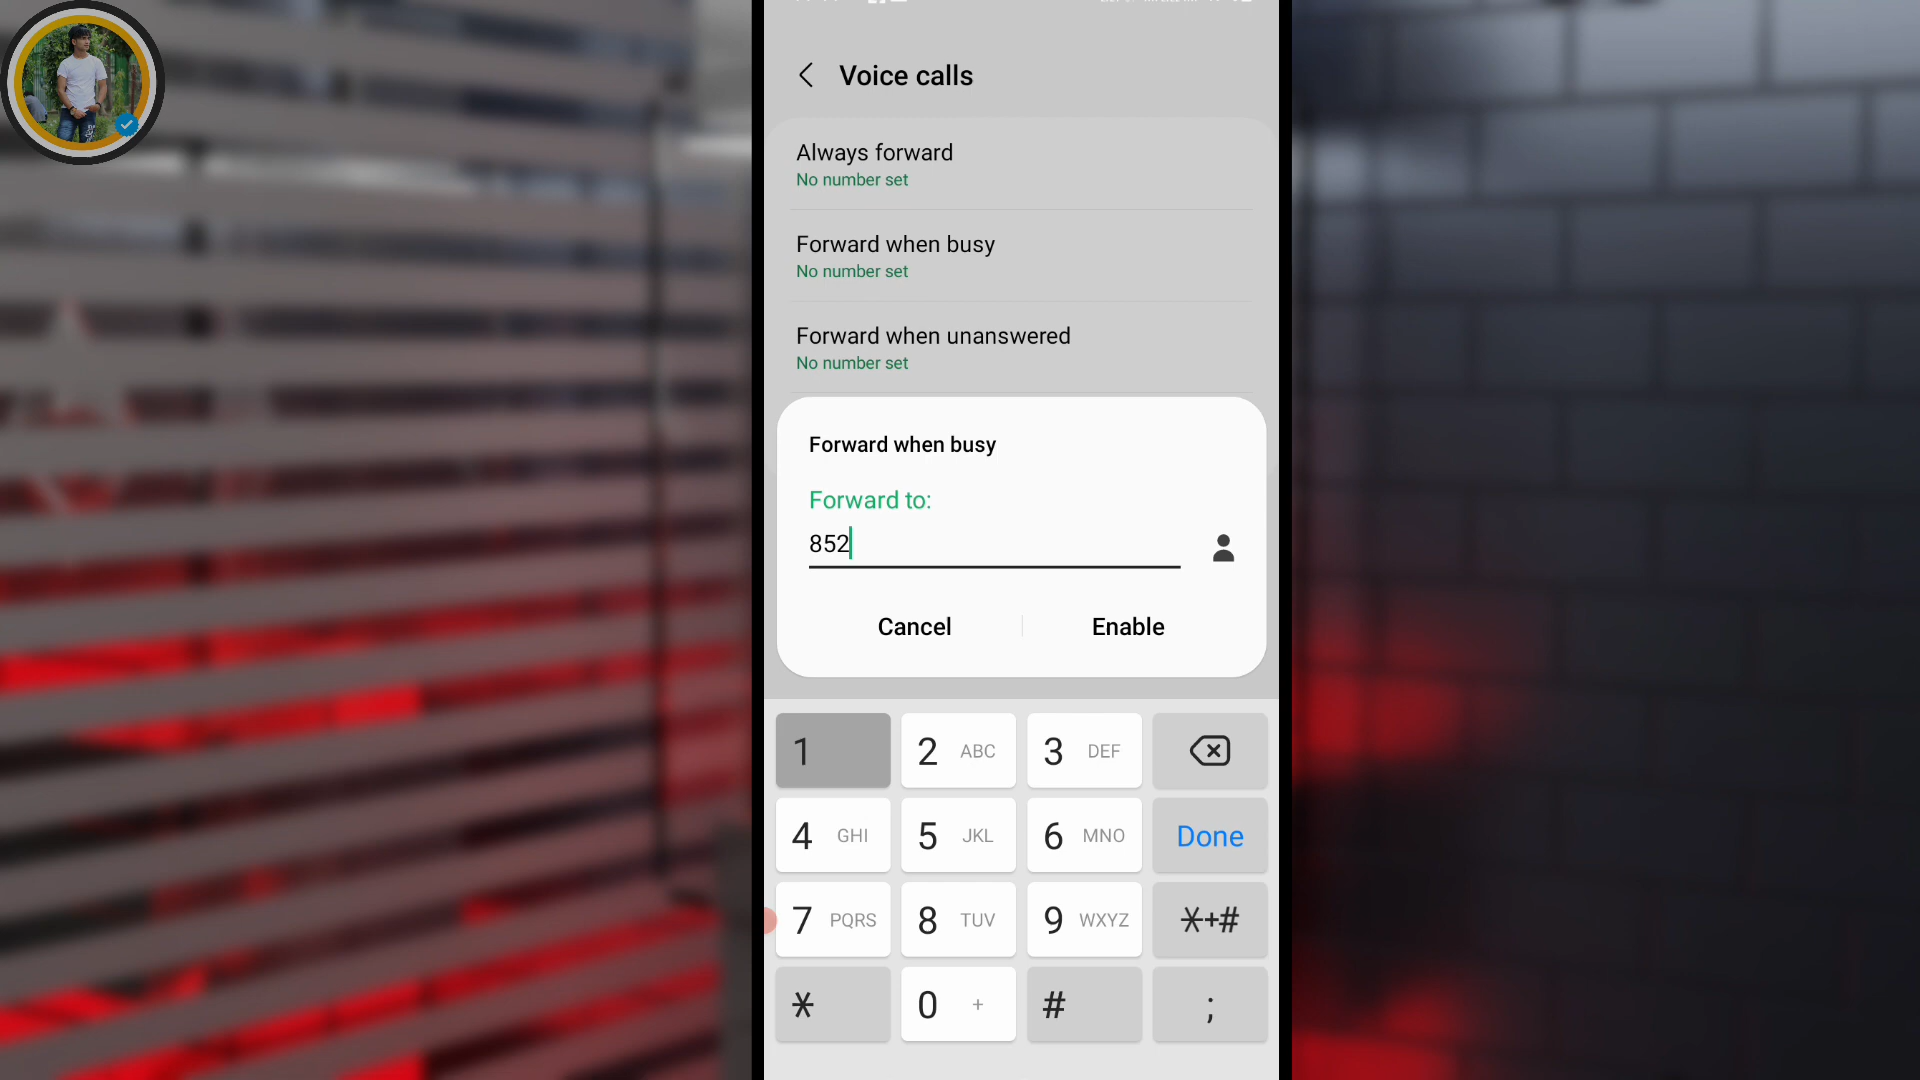 Voice calls
Always forward
No number set
Forward when busy
No number set
Forward when unanswered
No number set
Forward when busy
Forward to:
852
Cancel Enable
1 2 ABC 3 DEF
4 GHI 5 JKL 6 MNO Done
7 PQRS 8 TUV 9 WXYZ *+#
* 0 + # ;